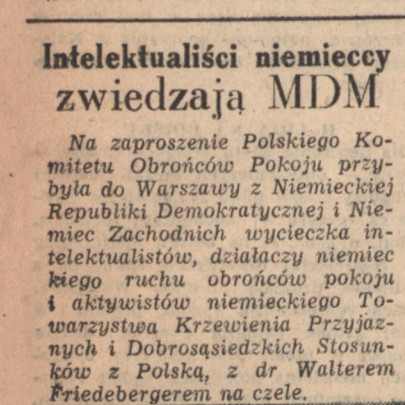 Intelektualiści niemieccy
zwiedzają MDM
Na zaproszenie Polskiego Ko-
mitetu Obrońców Pokoju przy-
była do Warszawy z Niemieckiej
Republiki Demokratycznej i Nie-
miec Zachodnich wycieczka in-
telektualistów, działaczy niemiec
kiego ruchu obrońców pokoju
i aktywistów niemieckiego To-
warzystwa Krzewienia Przyjaz-
nych i Dobrosąsiedzkich Stosun-
ków z Polską, z dr Walterem
Friedebergerem na czele.